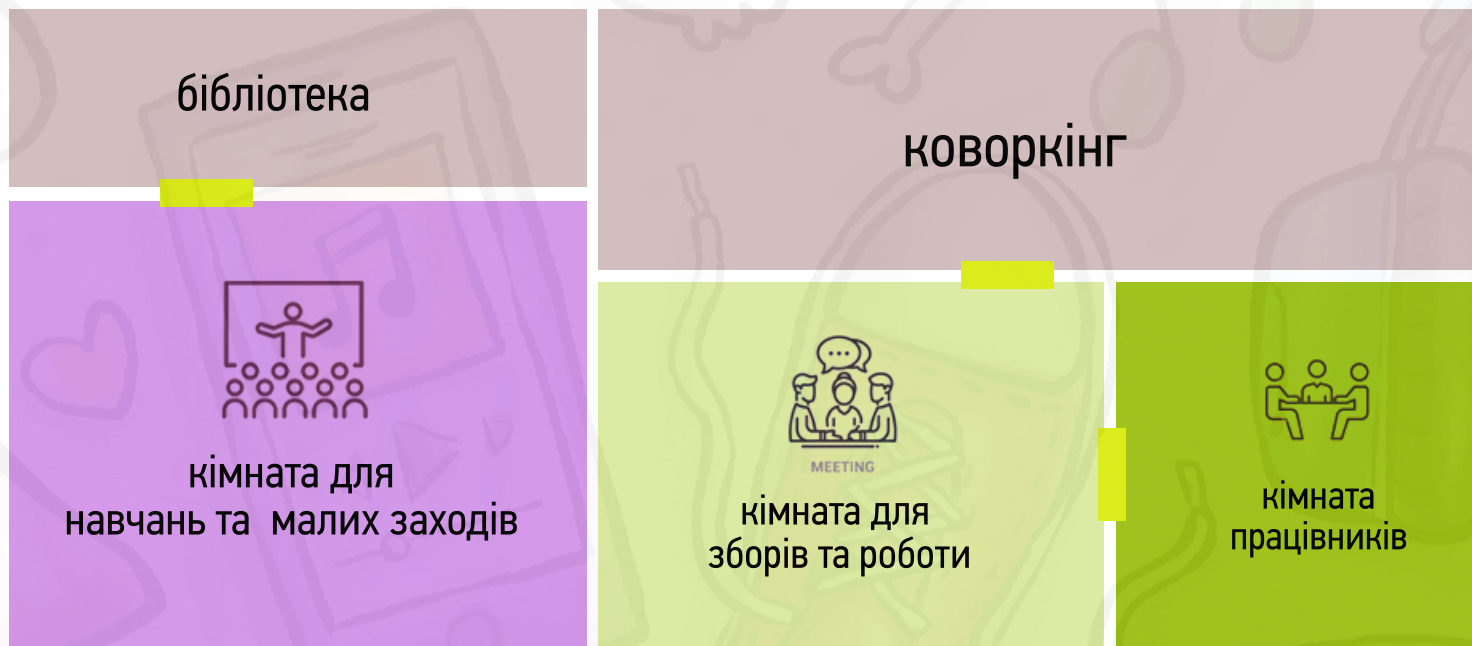 бібліотека
коворкінг
кімната для
навчань та малих заходів
MEETING
кімната для
зборів та роботи
кімната
працівників